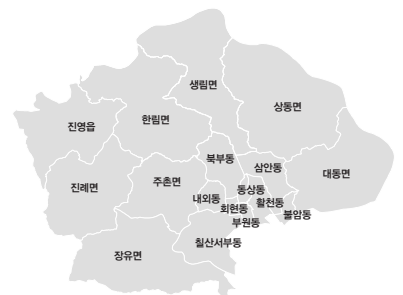 생림면
상동면
한림면
진영읍
북부동
삼안동
대동면
진례면
주촌면
동상동
내외동
활천동
회현동
불암동
부원동
칠산서부동
장유면